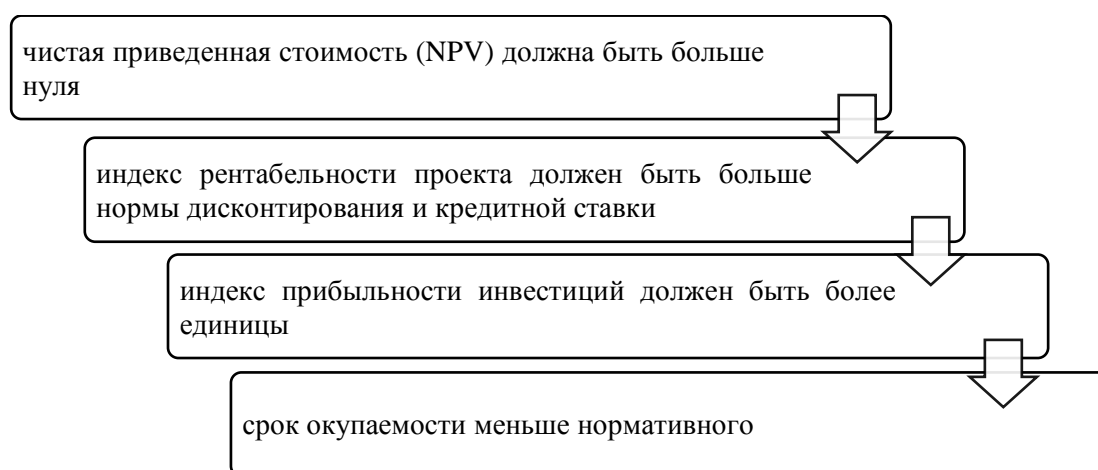 чистая приведенная стоимость (NPV) должна быть больше
нуля
индекс рентабельности проекта должен быть больше
нормы дисконтирования и кредитной ставки
индекс прибыльности инвестиций должен быть более
единицы
срок окупаемости меньше нормативного